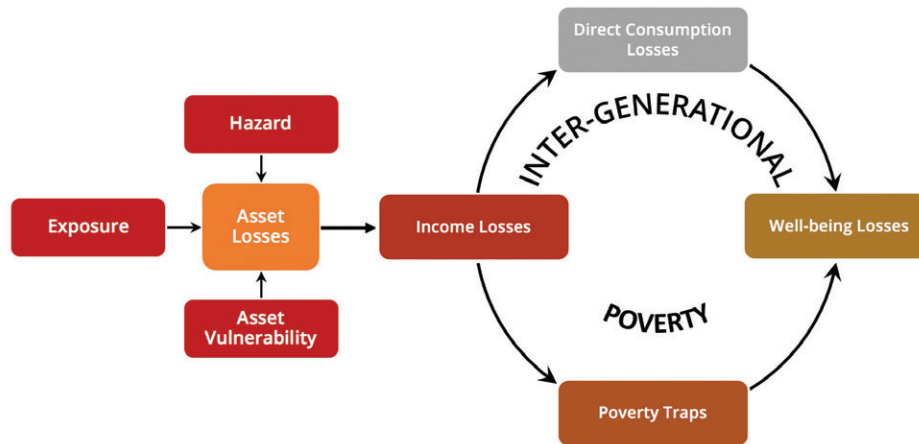 Direct Consumption
Losses
INTER-GENERATIONAL
Hazard
Exposure
Asset
Losses
Income Losses
Well-being Losses
Asset
Vulnerability
POVERTY
Poverty Traps